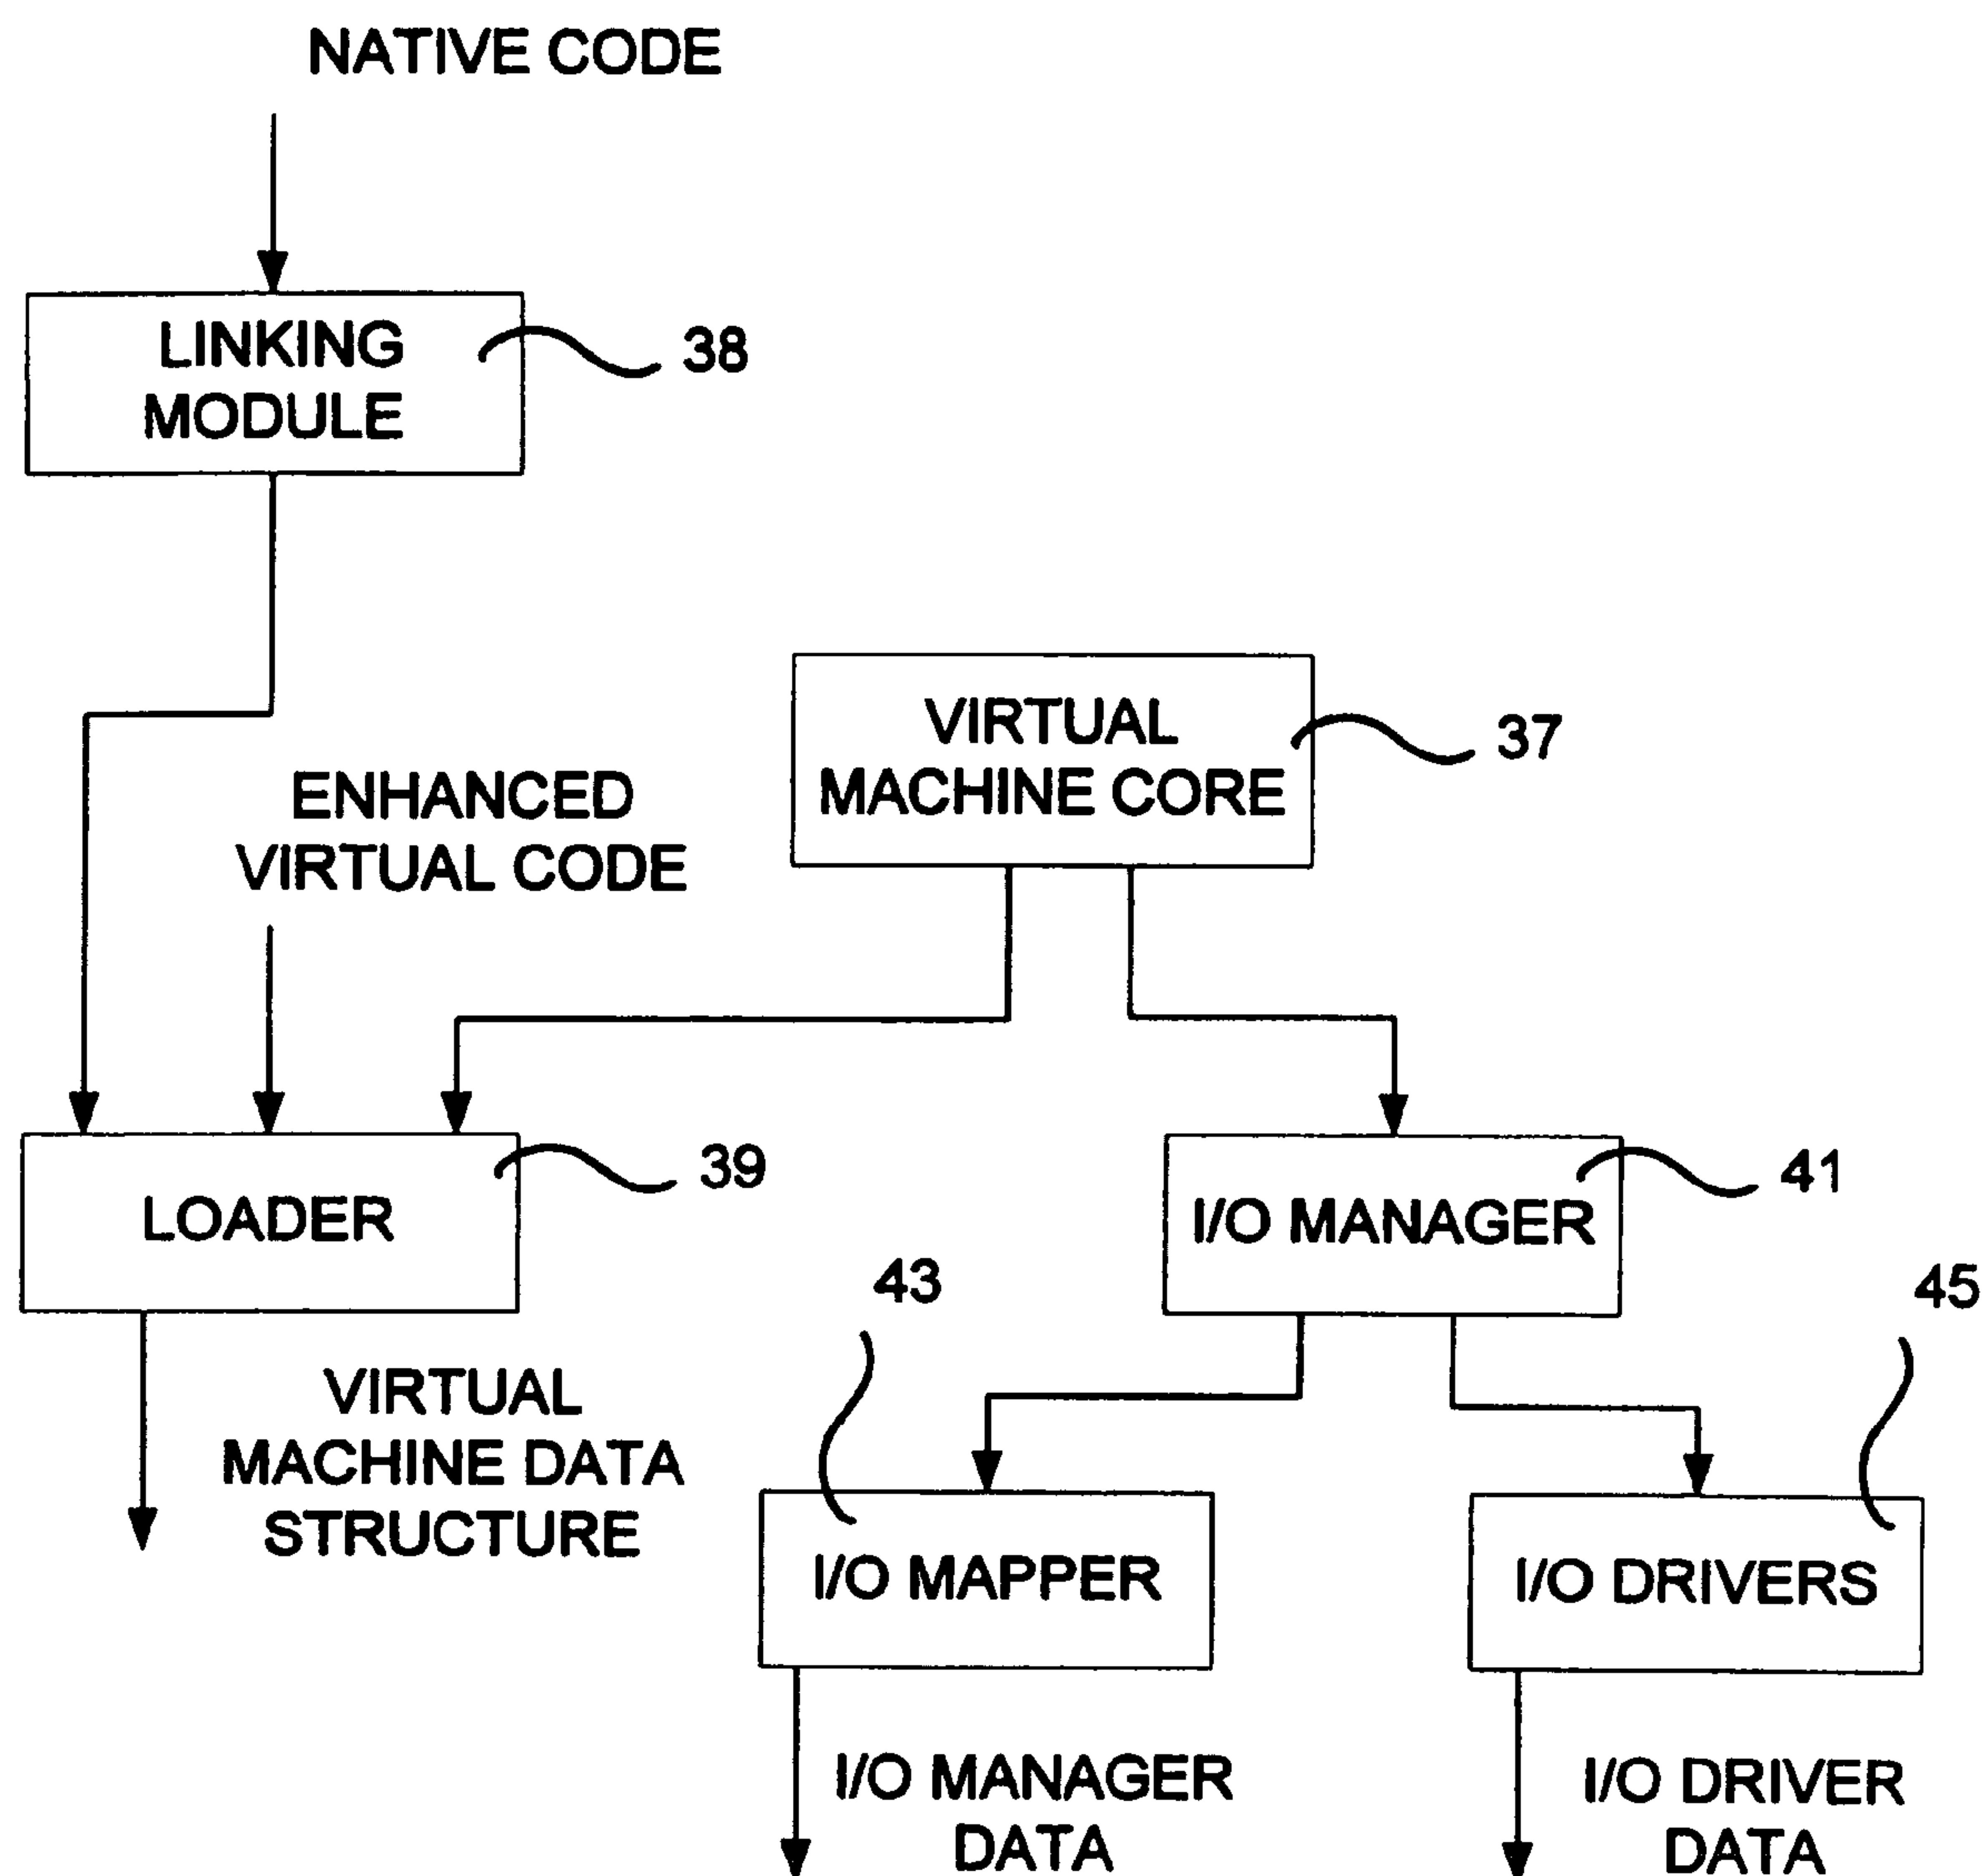 NATIVE CODE
LINKING
MODULE
38
VIRTUAL
MACHINE CORE
37
ENHANCED
VIRTUAL CODE
LOADER
39
I/O MANAGER
41
43
45
VIRTUAL
MACHINE DATA
STRUCTURE
I/O MAPPER
I/O DRIVERS
I/O MANAGER
DATA
I/O DRIVER
DATA